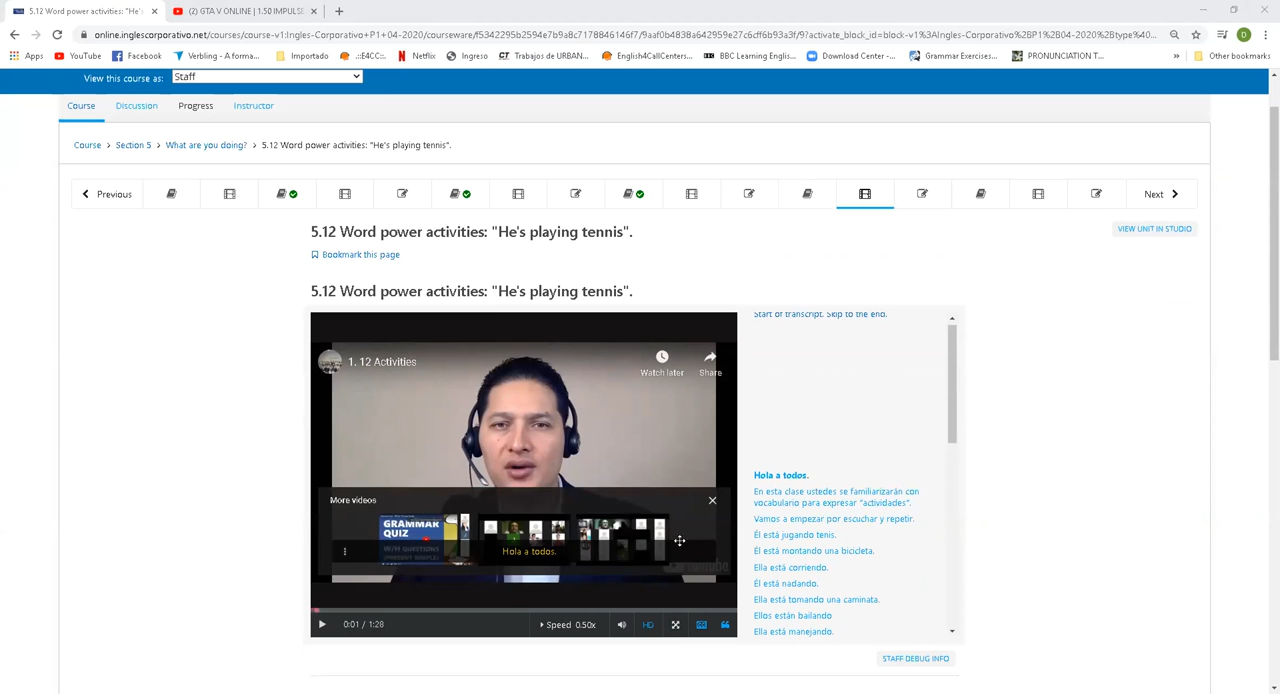 5.12 Word power activities: "He's
(2) GTA V ONLINE | 1.50 IMPULSE
online.inglescorporativo.net/courses/course-v1:Ingles-Corporativo+P1+04-2020/courseware/f5342295b2594e7b9a8c7178846146f7/9aaf0b4838a642959e27c6cff6b93a3f/9?activate_block_id=block-v1%3AIngles-Corporativo%2BP1%2B04-2020%2Btype%40...
D
Apps
YouTube
Facebook
Verbling - A forma...
Importado
.::E4CC::.
Netflix
Ingreso
Trabajos de URBAN...
English4CallCenters...
BBC Learning Englis...
Download Center -...
Grammar Exercises...
PRONUNCIATION T...
»
Other bookmarks
View this course as:
Staff
Course
Discussion
Progress
Instructor
Course > Section 5 > What are you doing? > 5.12 Word power activities: "He's playing tennis".
Previous
Next
5.12 Word power activities: "He's playing tennis".
VIEW UNIT IN STUDIO
Bookmark this page
5.12 Word power activities: "He's playing tennis".
Start of transcript. Skip to the end.
1. 12 Activities
Watch later
Share
More videos
GRAMMAR
QUIZ
W/H QUESTIONS
Hola a todos.
0:01 / 1:28
Speed 0.50x
HD
Hola a todos.
En esta clase ustedes se familiarizarán con
vocabulario para expresar "actividades".
Vamos a empezar por escuchar y repetir.
Él está jugando tenis.
Él está montando una bicicleta.
Ella está corriendo.
Él está nadando.
Ella está tomando una caminata.
Ellos están bailando
Ella está manejando.
STAFF DEBUG INFO